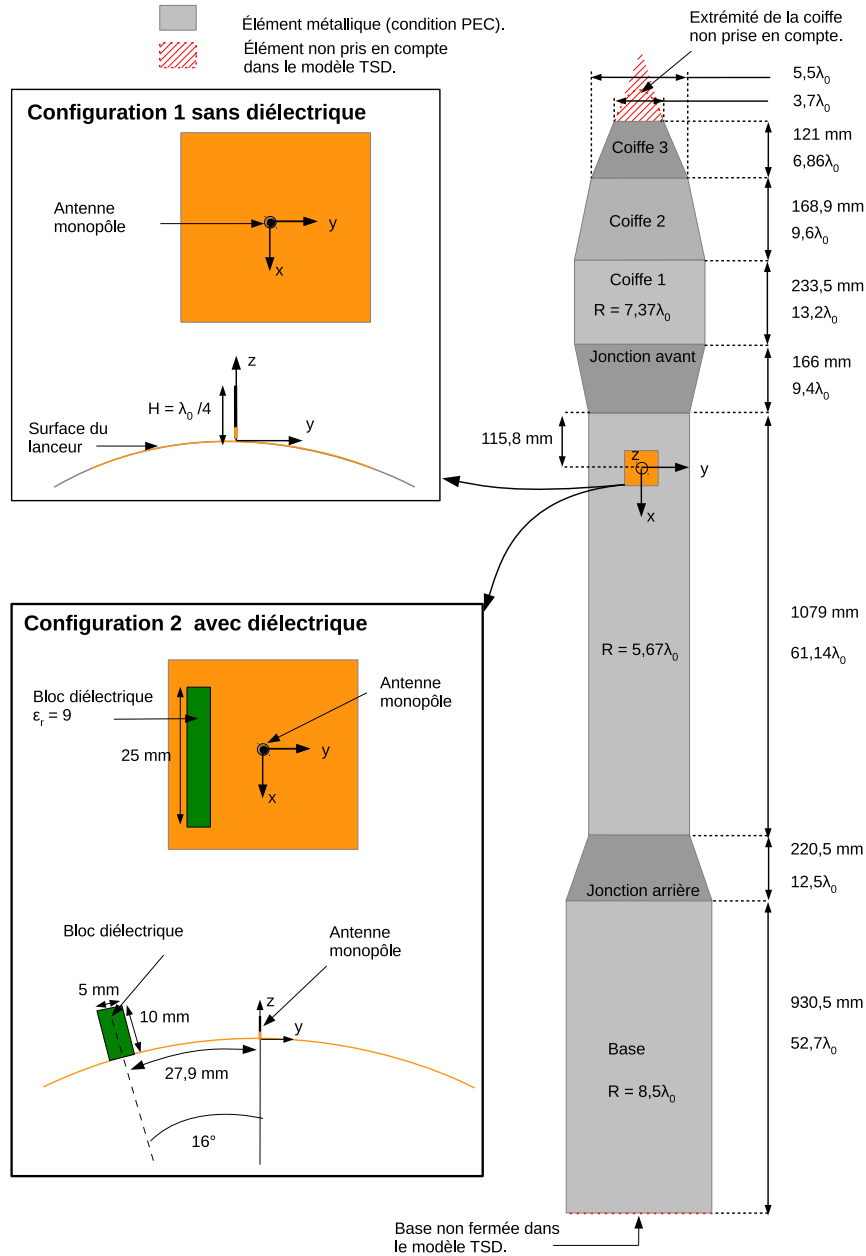 Élément métallique (condition PEC).
Élément non pris en compte
dans le modèle TSD.
Extrémité de la coiffe
non prise en compte.
5,5λ₀
3,7λ₀
Configuration 1 sans diélectrique
Antenne
monopôle
y
x
z
H = λ₀ /4
Surface du
lanceur
y
Coiffe 3
121 mm
6,86λ₀
Coiffe 2
168,9 mm
9,6λ₀
Coiffe 1
R = 7,37λ₀
233,5 mm
13,2λ₀
Jonction avant
166 mm
9,4λ₀
115,8 mm
z
y
x
1079 mm
R = 5,67λ₀
61,14λ₀
Configuration 2 avec diélectrique
Bloc diélectrique
εr = 9
Antenne
monopôle
25 mm
y
x
Bloc diélectrique
Antenne
monopôle
5 mm
10 mm
z
y
27,9 mm
16°
220,5 mm
12,5λ₀
Jonction arrière
930,5 mm
52,7λ₀
Base
R = 8,5λ₀
Base non fermée dans
le modèle TSD.